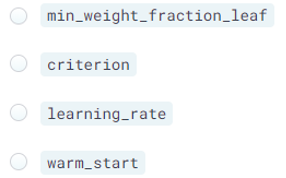 min_weight_fraction_leaf
criterion
learning_rate
warm_start